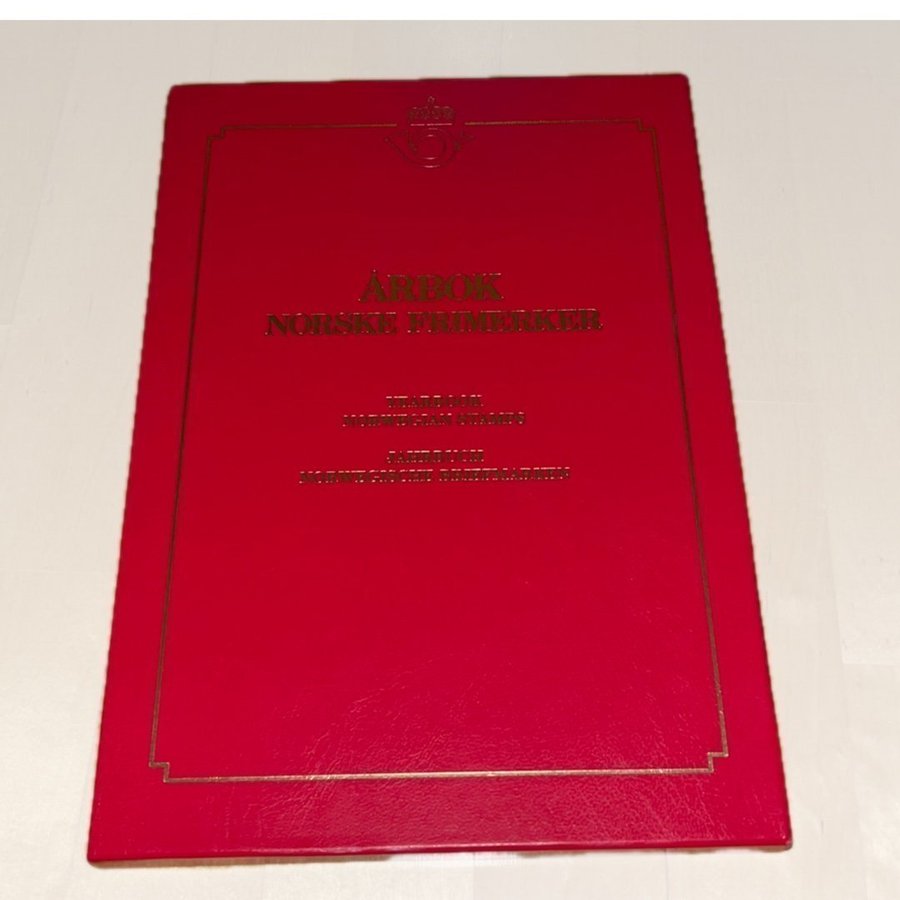 ÅRBOK
NORSKE FRIMERKER
YEARBOOK
NORWEGIAN STAMPS
JAHRBUCH
NORWEGISCHE BRIEFMARKEN